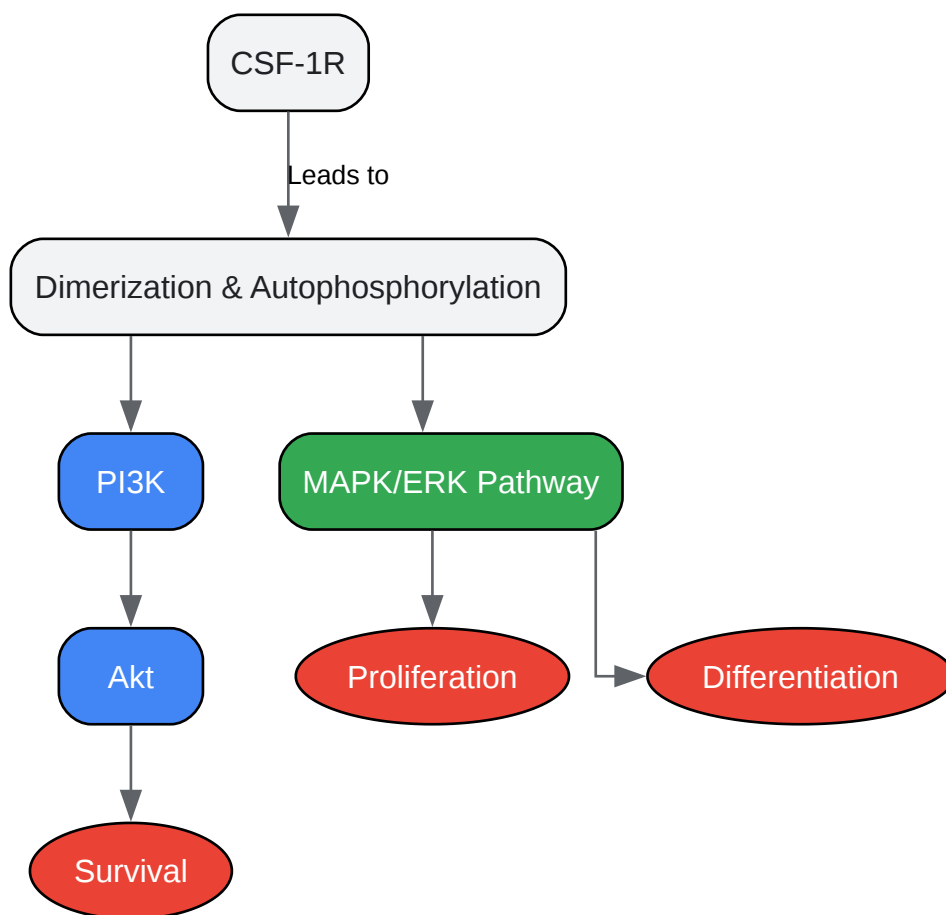 CSF-1R
Leads to
Dimerization & Autophosphorylation
PI3K
MAPK/ERK Pathway
Akt
Proliferation
Differentiation
Survival